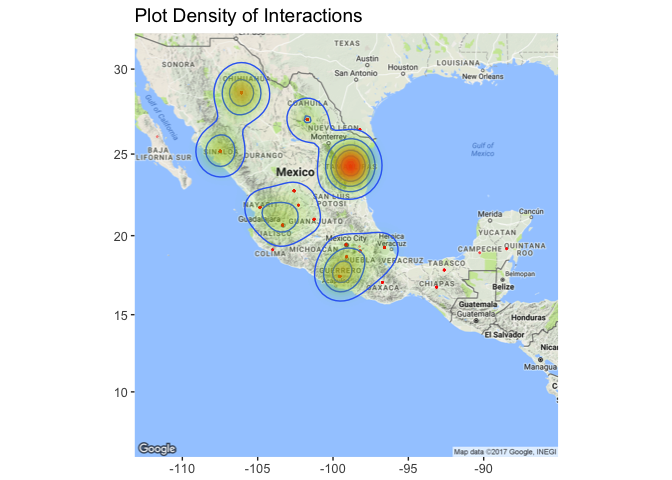 Plot Density of Interactions
TEXAS
Austin
Houston
San Antonio
LOUISIANA
New Orleans
SONORA
CHIHUAHUA
COAHUILA
NUEVO LEON
Monterrey
Gulf of California
BAJA
LIFORNIA SUR
SINALOA
DURANGO
Mexico
Gulf of
Mexico
SAN LUIS
POTOSI
NAYARIT
Guadalajara
GUANAJUATO
JALISCO
COLIMA
MICHOACAN
Mexico City
Heroica
Veracruz
PUEBLA
VERACRUZ
GUERRERO
Acapulco
OAXACA
TABASCO
CHIAPAS
Merida
Cancún
YUCATAN
CAMPECHE
QUINTANA
ROO
Belmopan
Belize
Guatemala
Guatemala
Honduras
El Salvador
Nicar
Managua
C
30
25
20
15
10
-110
-105
-100
-95
-90
Google
Map data ©2017 Google, INEGI